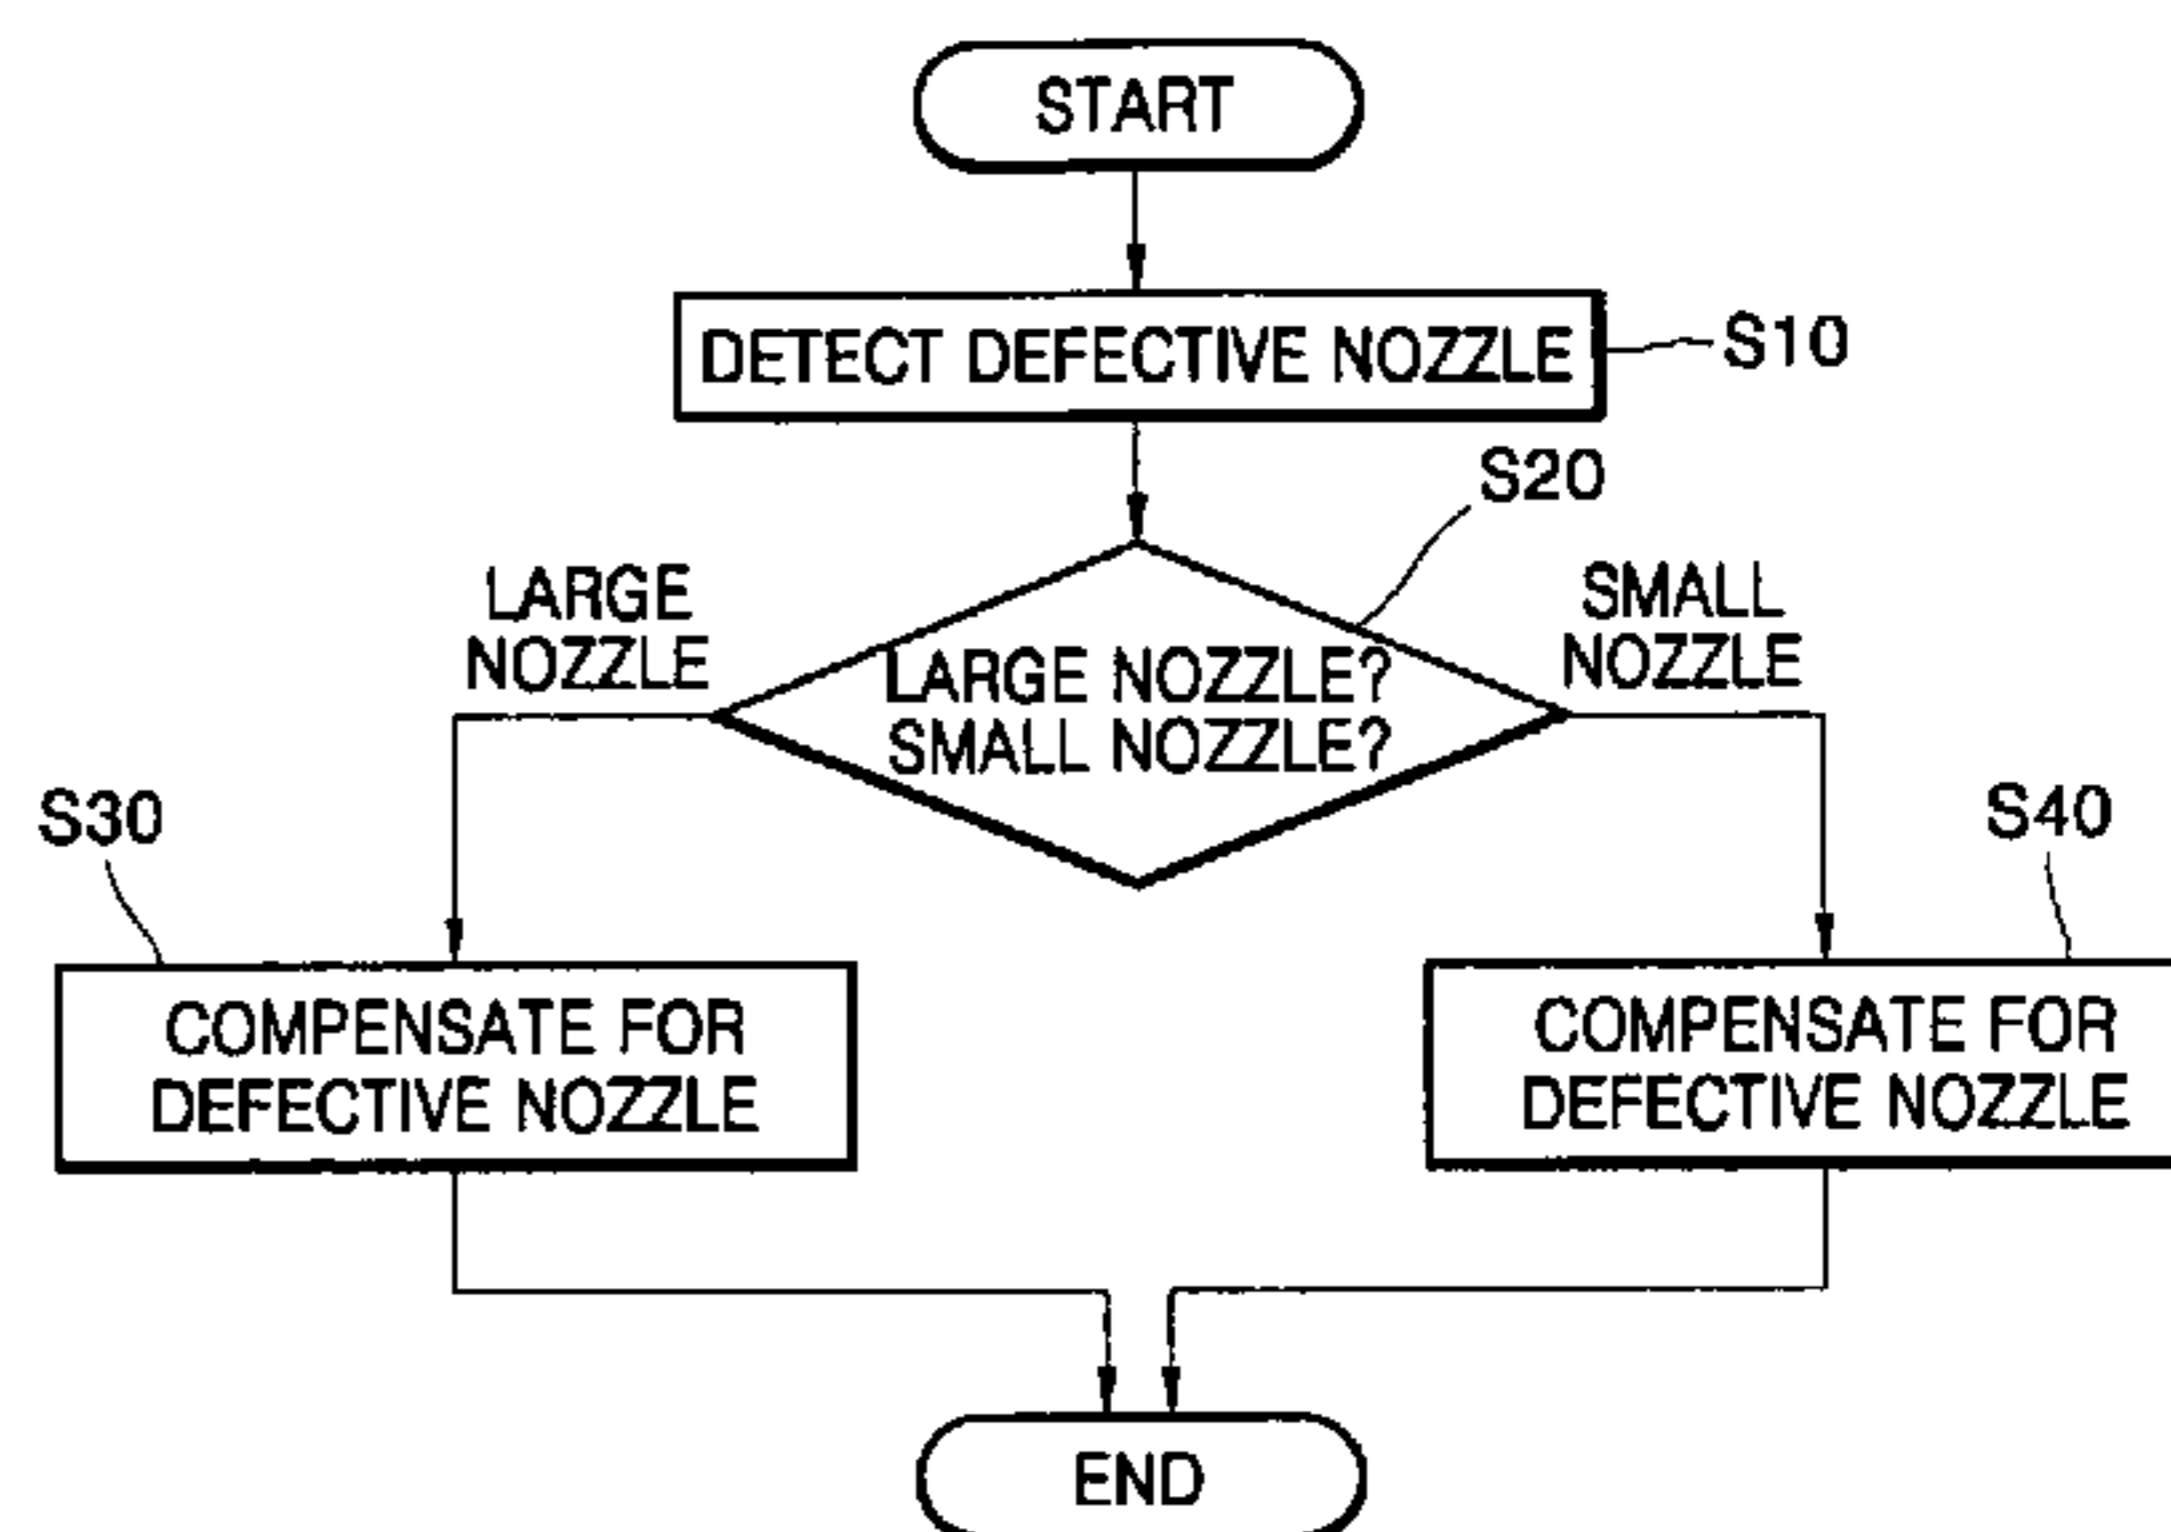 START
DETECT DEFECTIVE NOZZLE
S10
S20
LARGE
NOZZLE
SMALL
NOZZLE
LARGE NOZZLE?
SMALL NOZZLE?
S30
S40
COMPENSATE FOR
DEFECTIVE NOZZLE
COMPENSATE FOR
DEFECTIVE NOZZLE
END